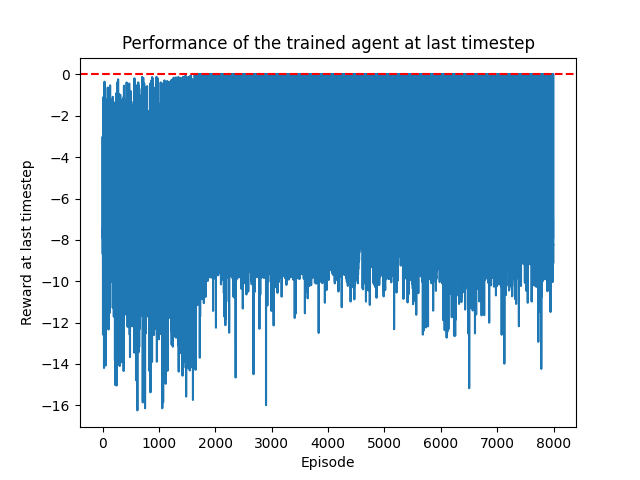 Performance of the trained agent at last timestep
0
−2
−4
−6
−8
−10
−12
−14
−16
Reward at last timestep
0 1000 2000 3000 4000 5000 6000 7000 8000
Episode